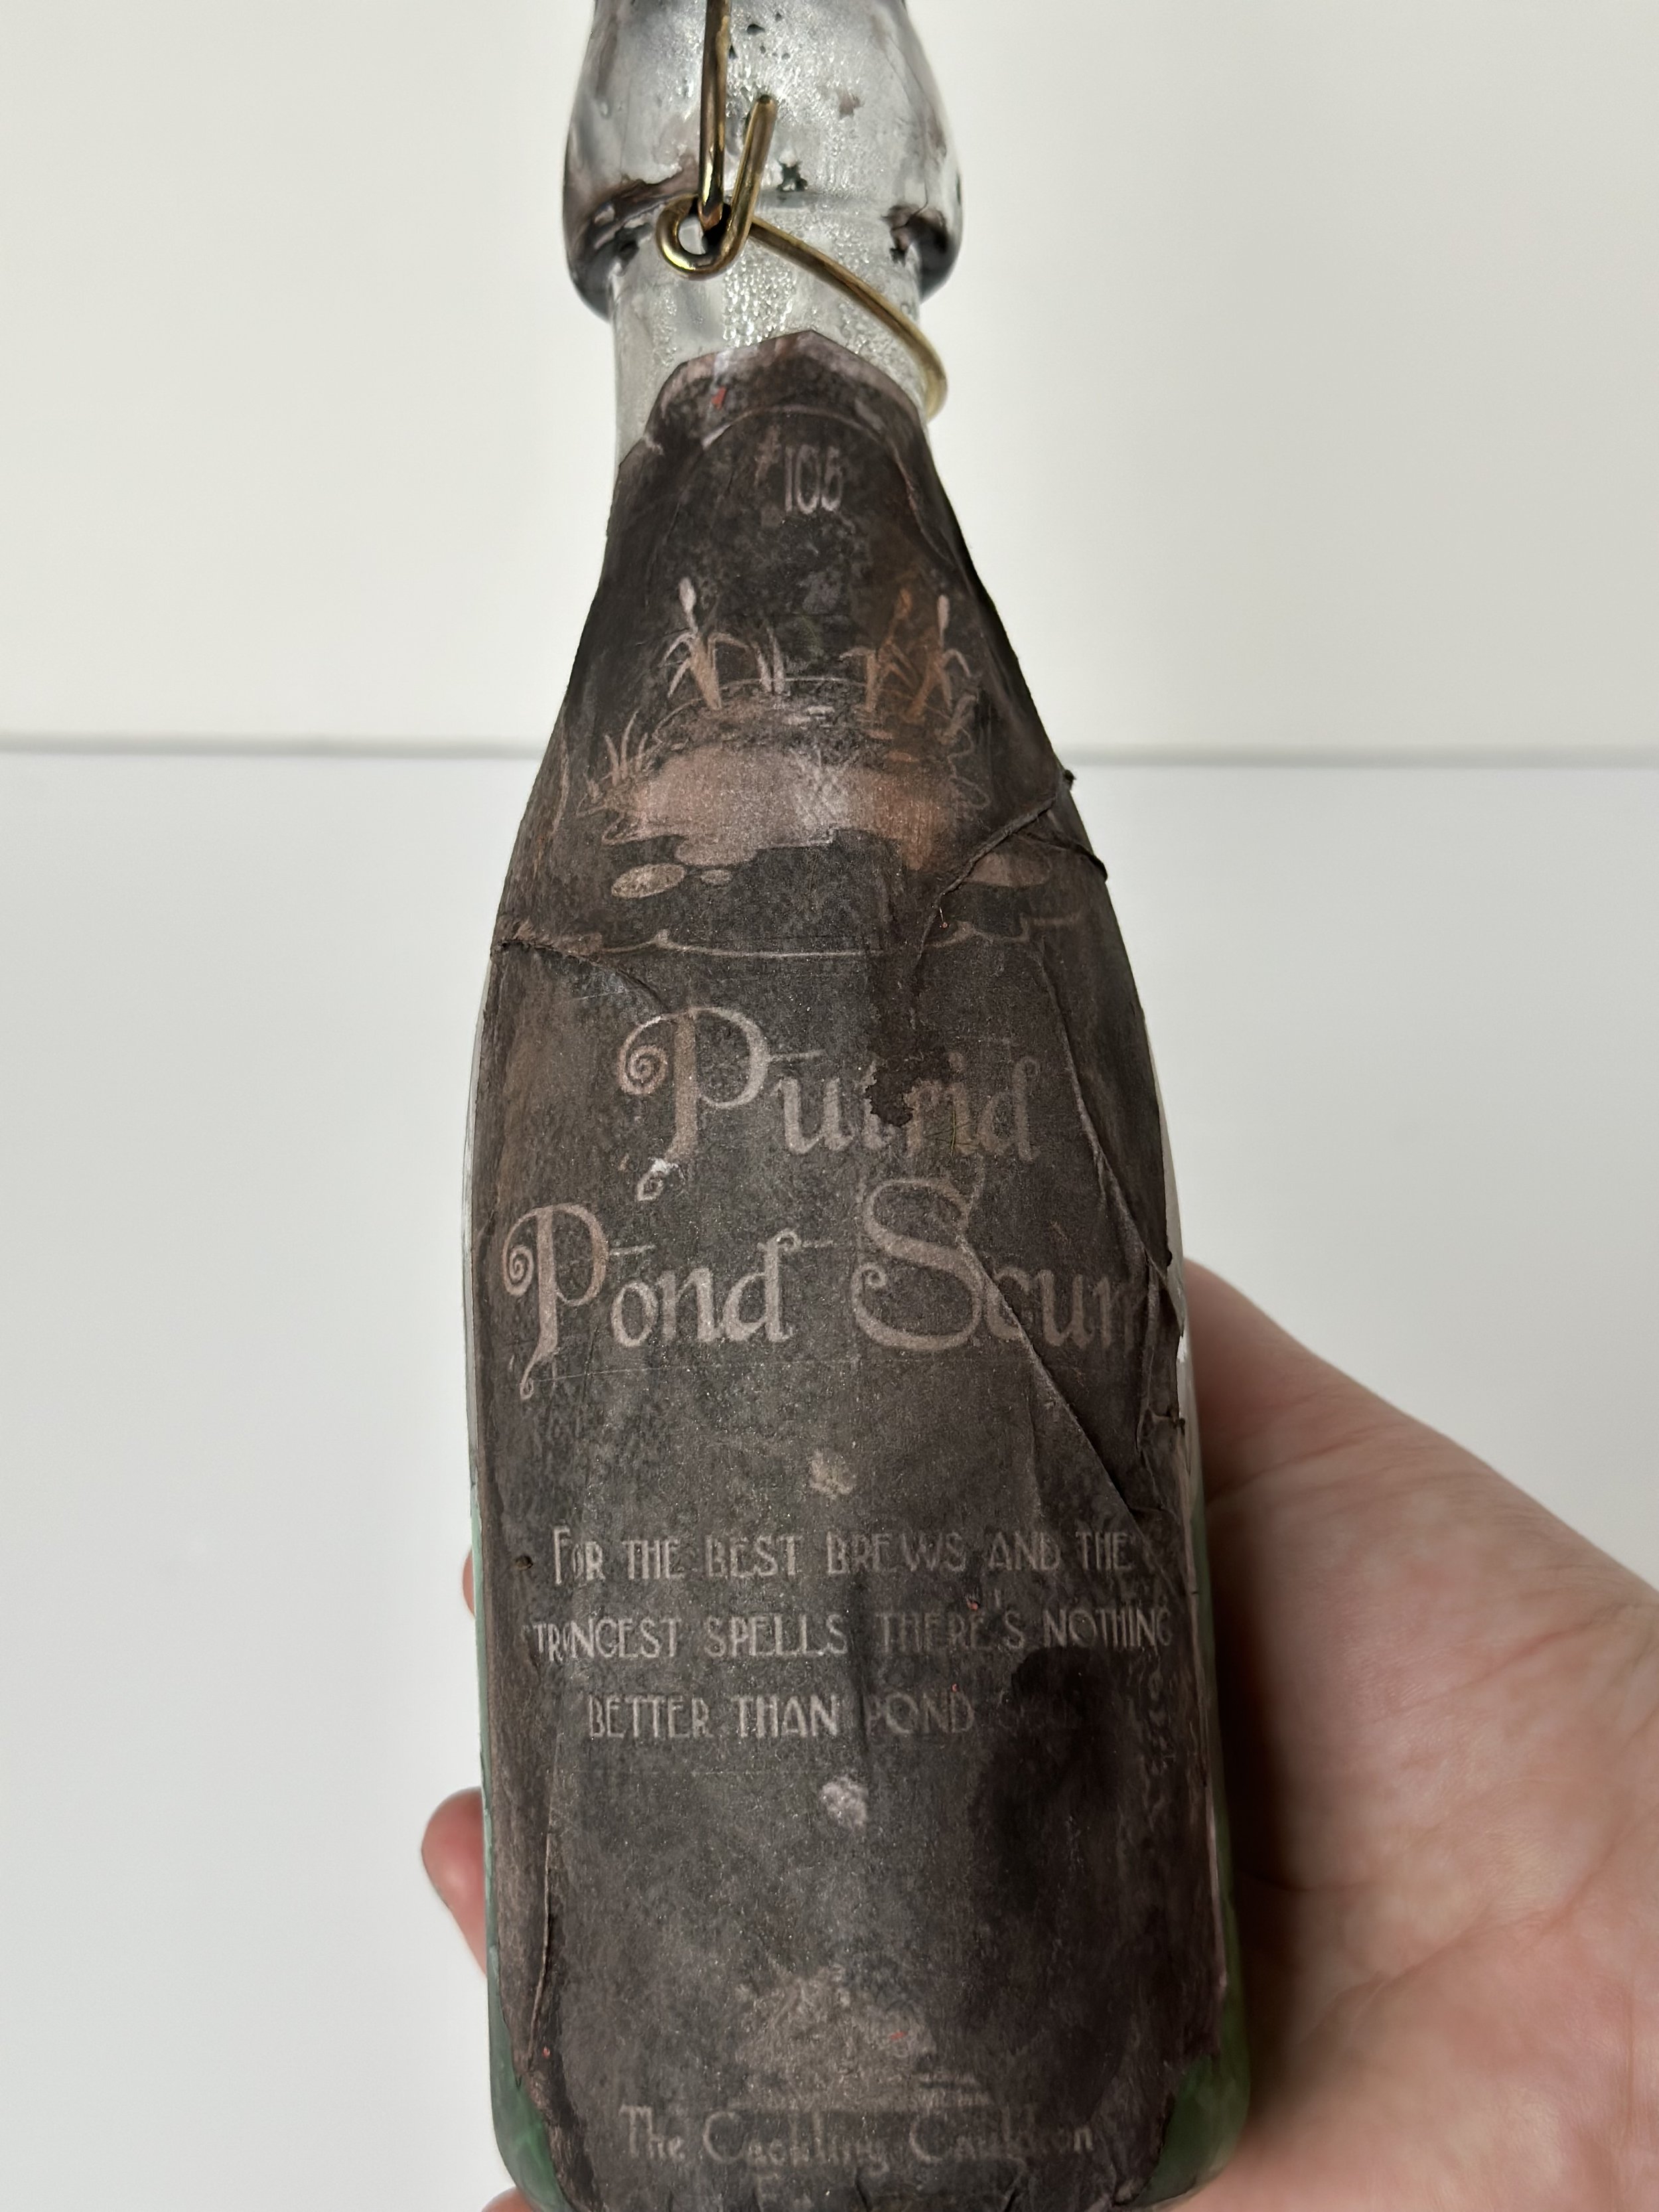 105
Putrid
Pond Scum
FOR THE BEST BREWS AND THE
STRONGEST SPELLS THERE'S NOTHING
BETTER THAN POND
The Cackling Cauldron